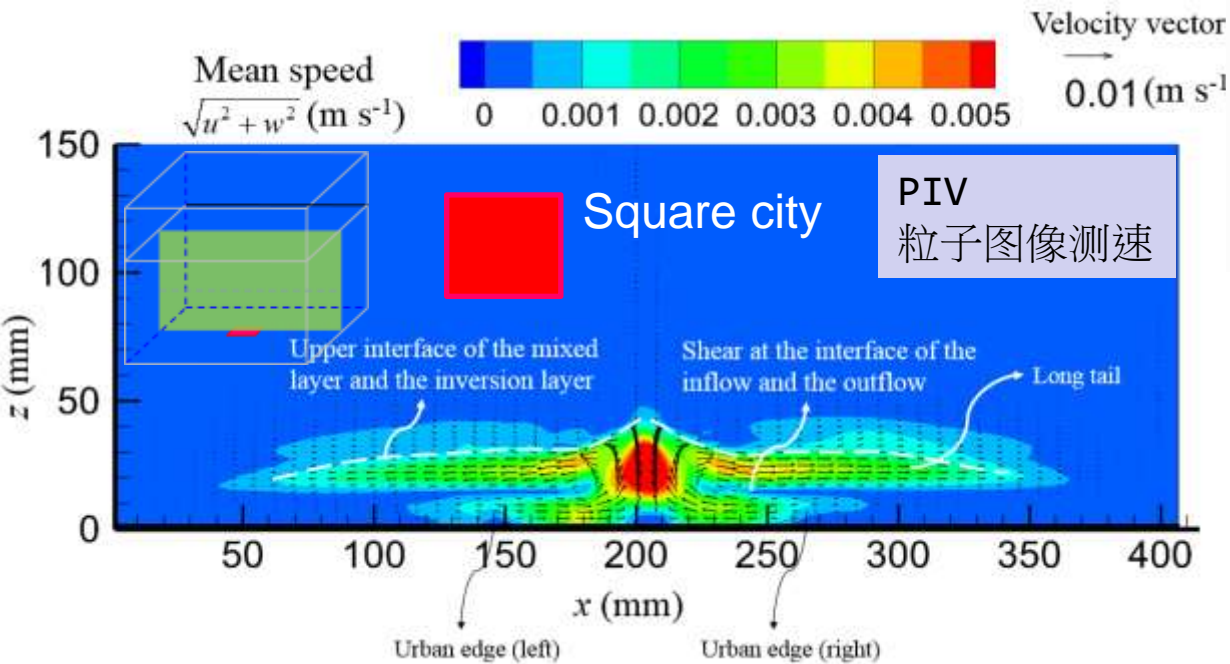 Mean speed
√u² + w² (m s⁻¹)
0 0.001 0.002 0.003 0.004 0.005
Velocity vector
0.01 (m s⁻¹
Square city
PIV
粒子图像测速
Upper interface of the mixed
layer and the inversion layer
Shear at the interface of the
inflow and the outflow
Long tail
z (mm)
150
100
50
0
50 100 150 200 250 300 350 400
x (mm)
Urban edge (left)
Urban edge (right)